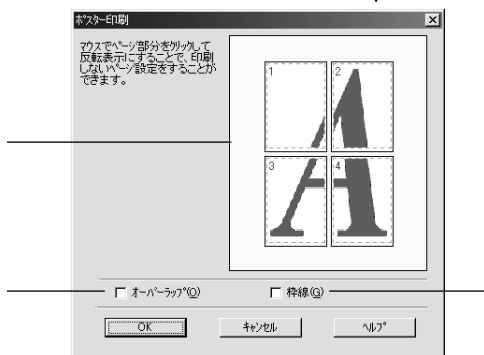 ポスター印刷
マウスでページ部分をクリックして
反転表示にすることで、印刷
しないページ設定をすることが
できます。
1 2
3 4
オーバーラップ(O) 枠線(G)
OK キャンセル ヘルプ